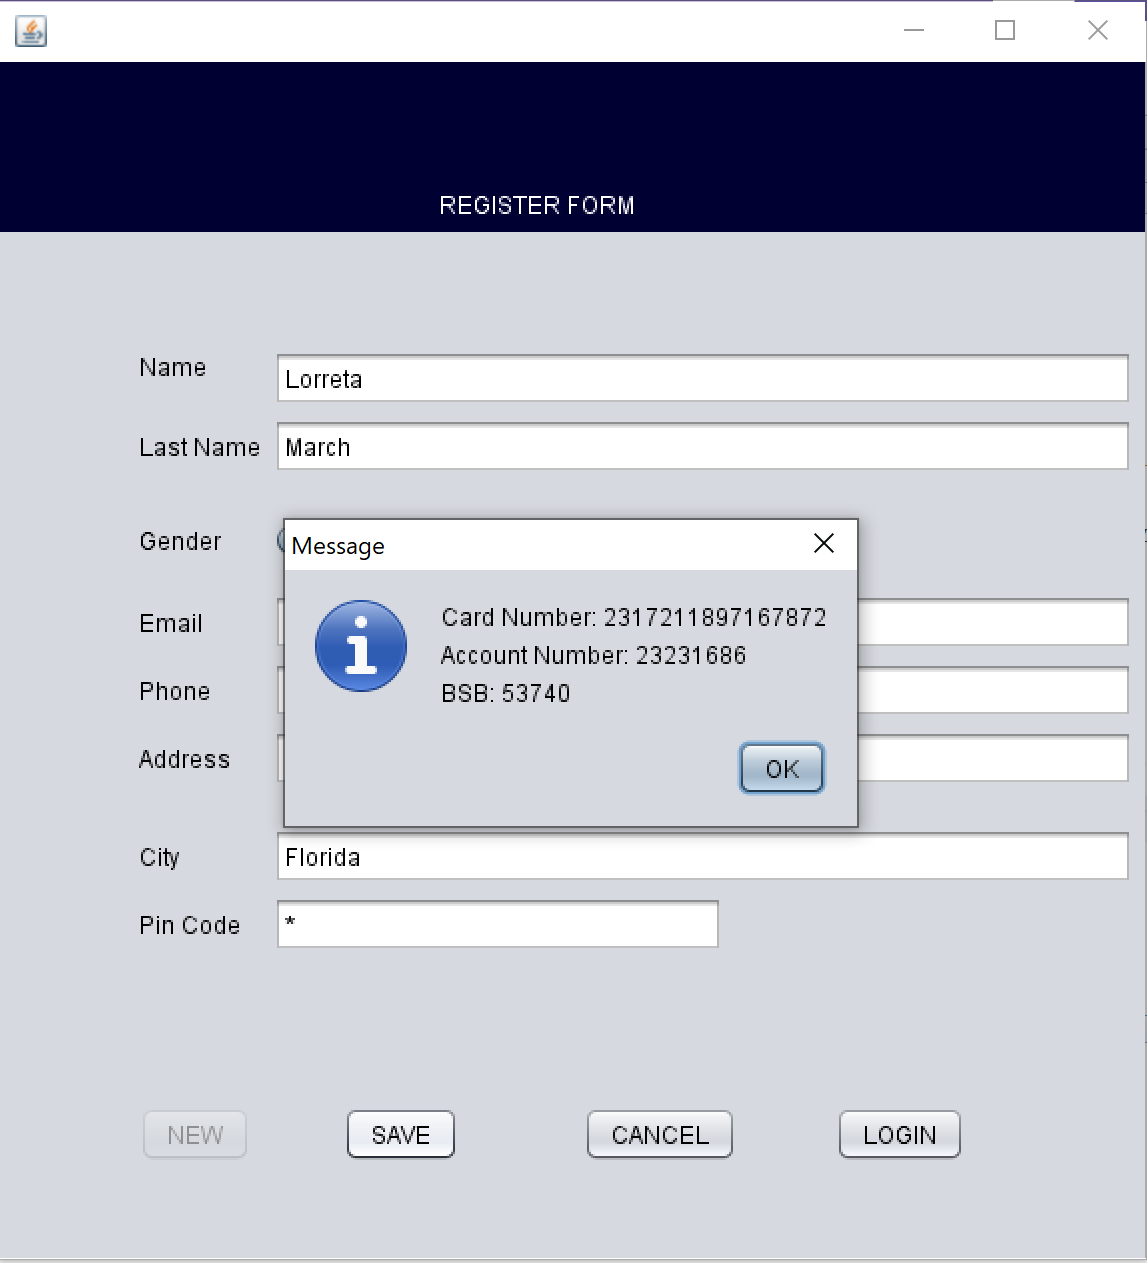 REGISTER FORM
Name
Lorreta
Last Name
March
Gender
Message
Card Number: 2317211897167872
Account Number: 23231686
BSB: 53740
OK
Email
Phone
Address
City
Florida
Pin Code
*
NEW
SAVE
CANCEL
LOGIN